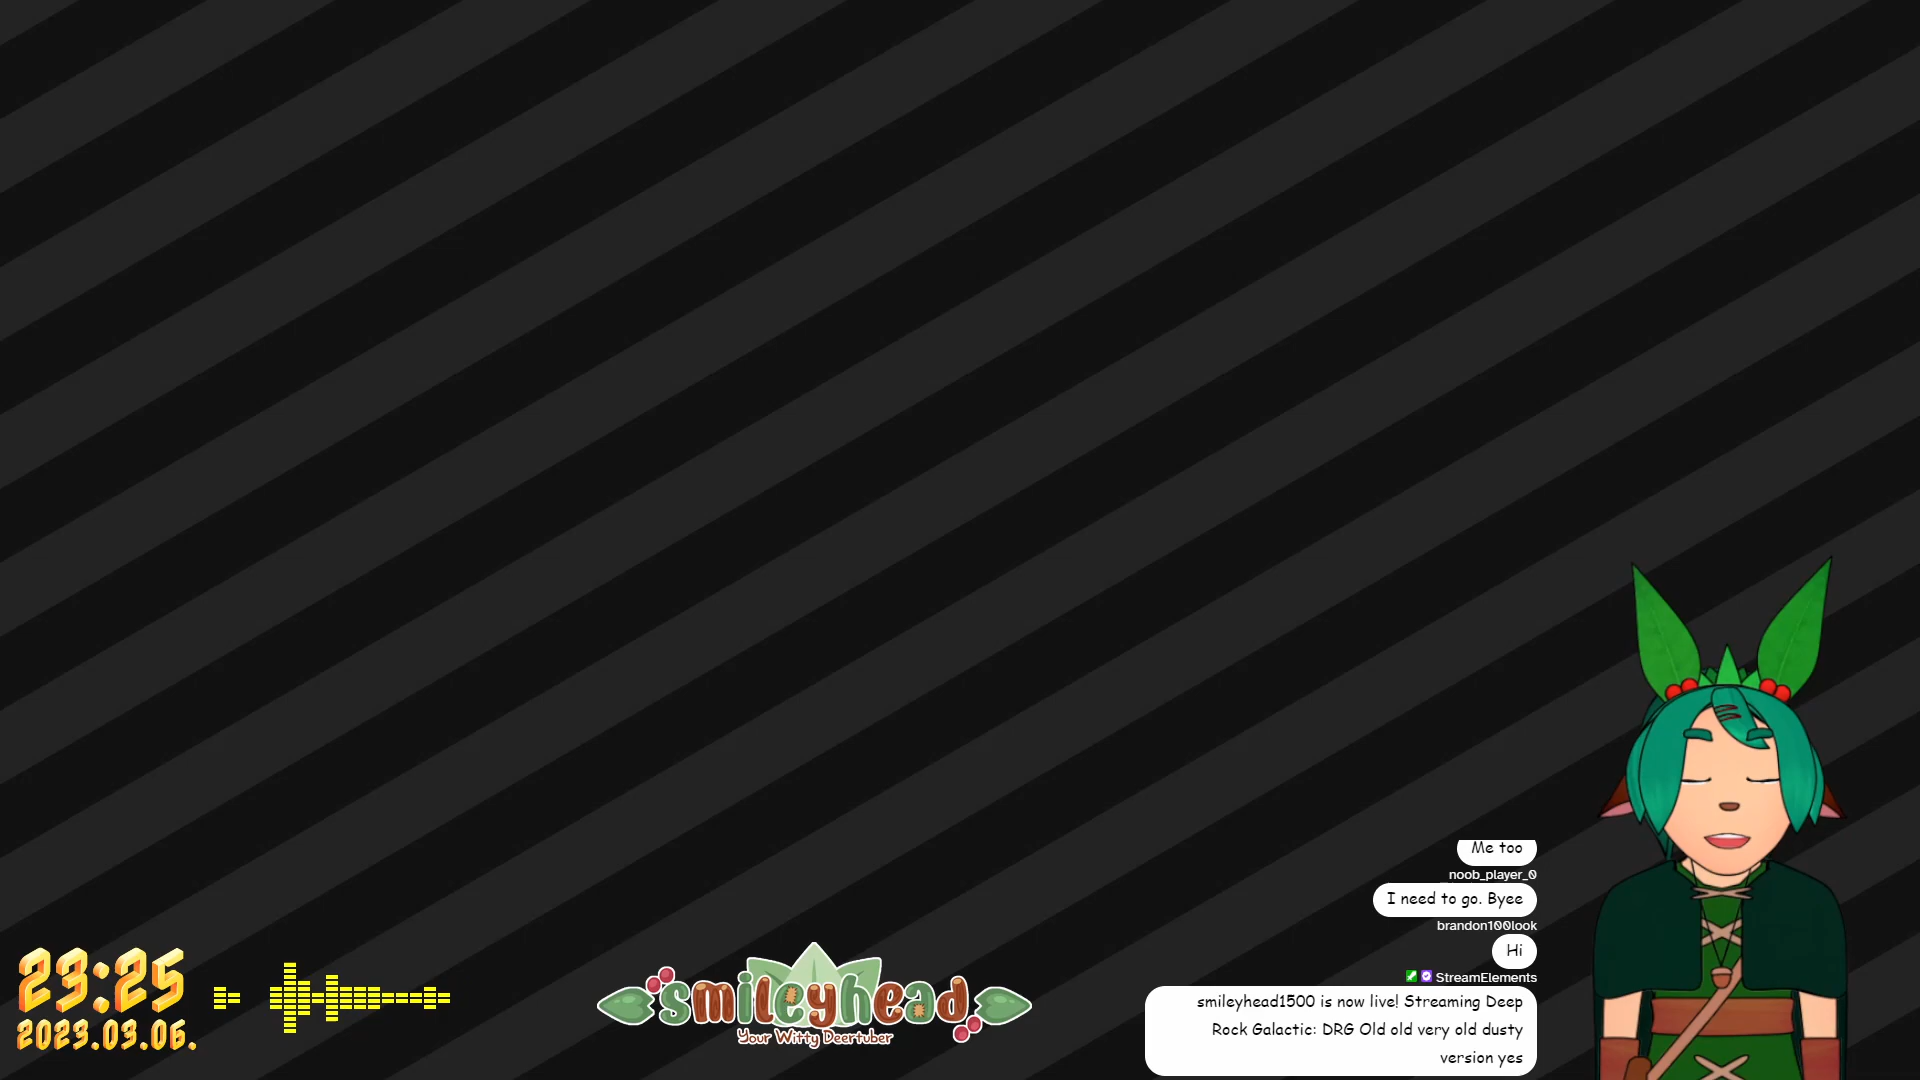 Me too
noob_player_0
I need to go. Byee
brandon100look
Hi
StreamElements
smileyhead1500 is now live! Streaming Deep
Rock Galactic: DRG Old old very old dusty
version yes
23:25
2023.03.06.
smileyhead
Your Witty Deertuber